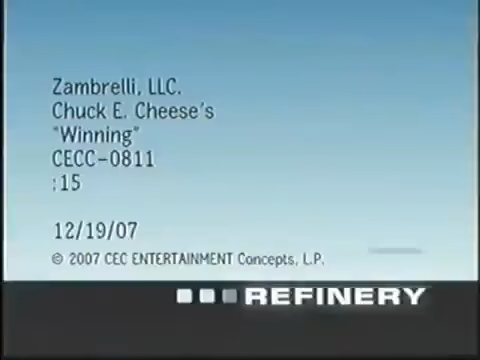 Zambrelli, LLC.
Chuck E. Cheese's
"Winning"
CECC-0811
:15
12/19/07
© 2007 CEC ENTERTAINMENT Concepts, L.P.
REFINERY